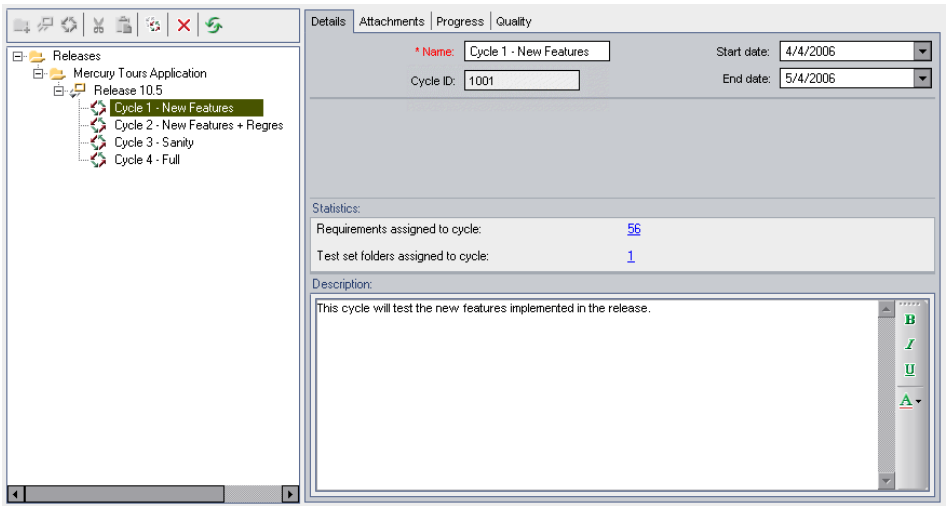 Releases
Mercury Tours Application
Release 10.5
Cycle 1 - New Features
Cycle 2 - New Features + Regres
Cycle 3 - Sanity
Cycle 4 - Full
Details Attachments Progress Quality
* Name: Cycle 1 - New Features Start date: 4/4/2006
Cycle ID: 1001 End date: 5/4/2006
Statistics:
Requirements assigned to cycle: 56
Test set folders assigned to cycle: 1
Description:
This cycle will test the new features implemented in the release.
B
I
U
A